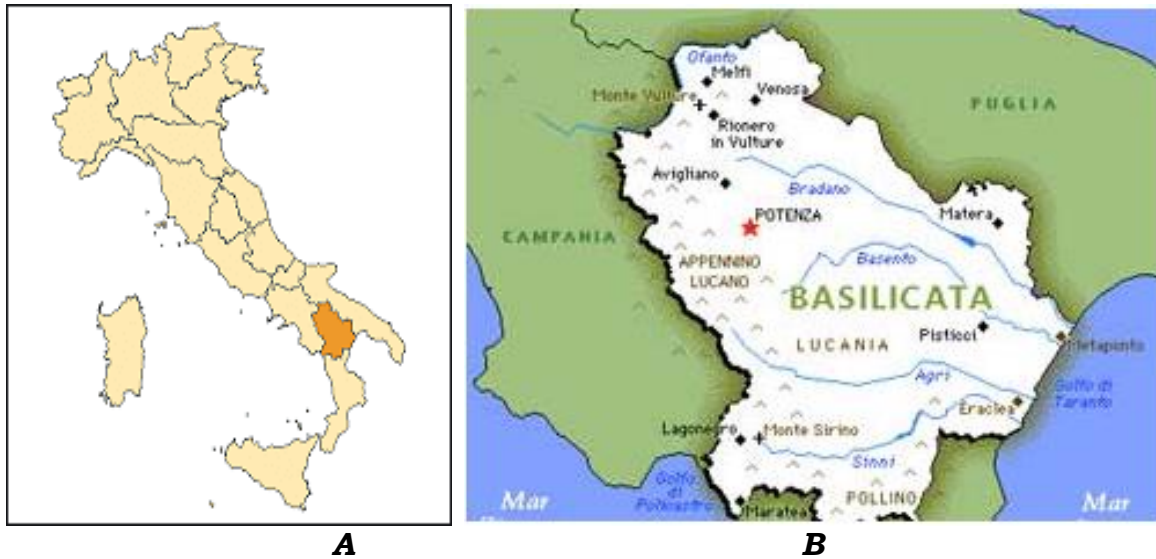 Ofanto
Melfi
Monte Vulture
Venosa
PUGLIA
Rionero
in Vulture
Avigliano
Bradano
POTENZA
Matera
CAMPANIA
Basento
APPENNINO
LUCANO
BASILICATA
LUCANIA
Pisticci
Metaponto
Agri
Golfo di
Taranto
Eraclea
Lagonegro
Monte Sirino
Sinni
Golfo
di
Policastro
POLLINO
Mar
Maratea
Mar
A
B